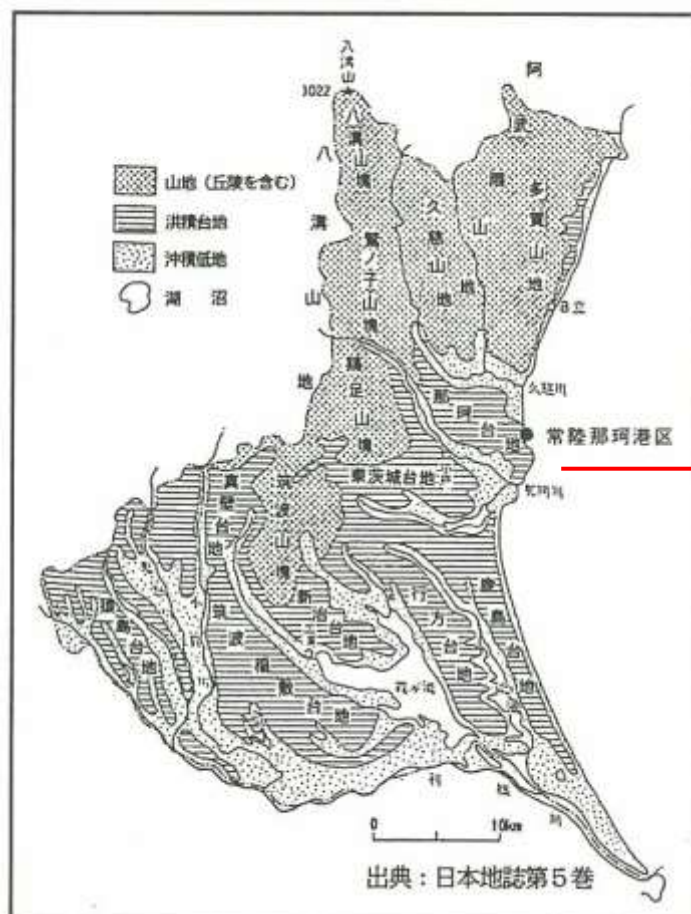 八溝山
1022
八溝山地
八溝山塊
鷲ノ子山塊
鶏足山塊
筑波山塊
阿武隈山地
久慈山地
多賀山地
日立
久慈川
山地（丘陵を含む）
洪積台地
沖積低地
湖沼
那珂台地
常陸那珂港区
東茨城台地
那珂川
真壁台地
新治台地
行方台地
鹿島台地
猿島台地
筑波稲敷台地
霞ヶ浦
利根川
0 10km
出典：日本地誌第5巻